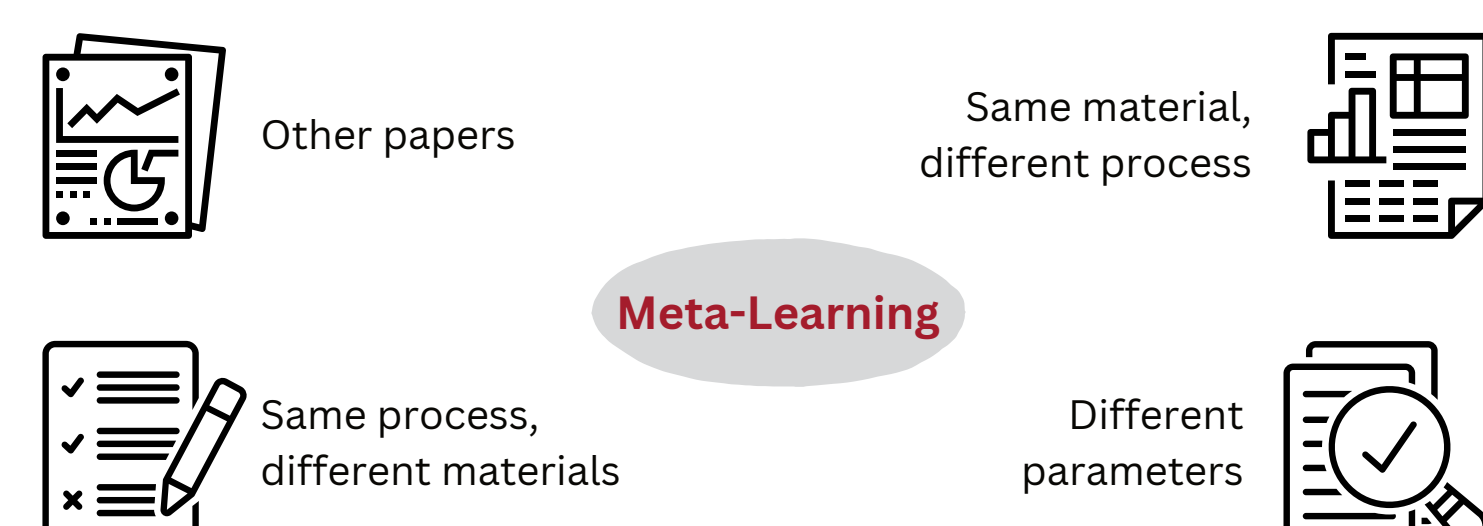 Other papers
Same material,
different process
Meta-Learning
Same process,
different materials
Different
parameters